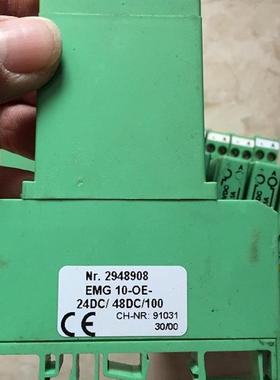 Nr. 2948908
EMG 10-OE-
24DC/ 48DC/100
CH-NR: 91031
CE 30/00